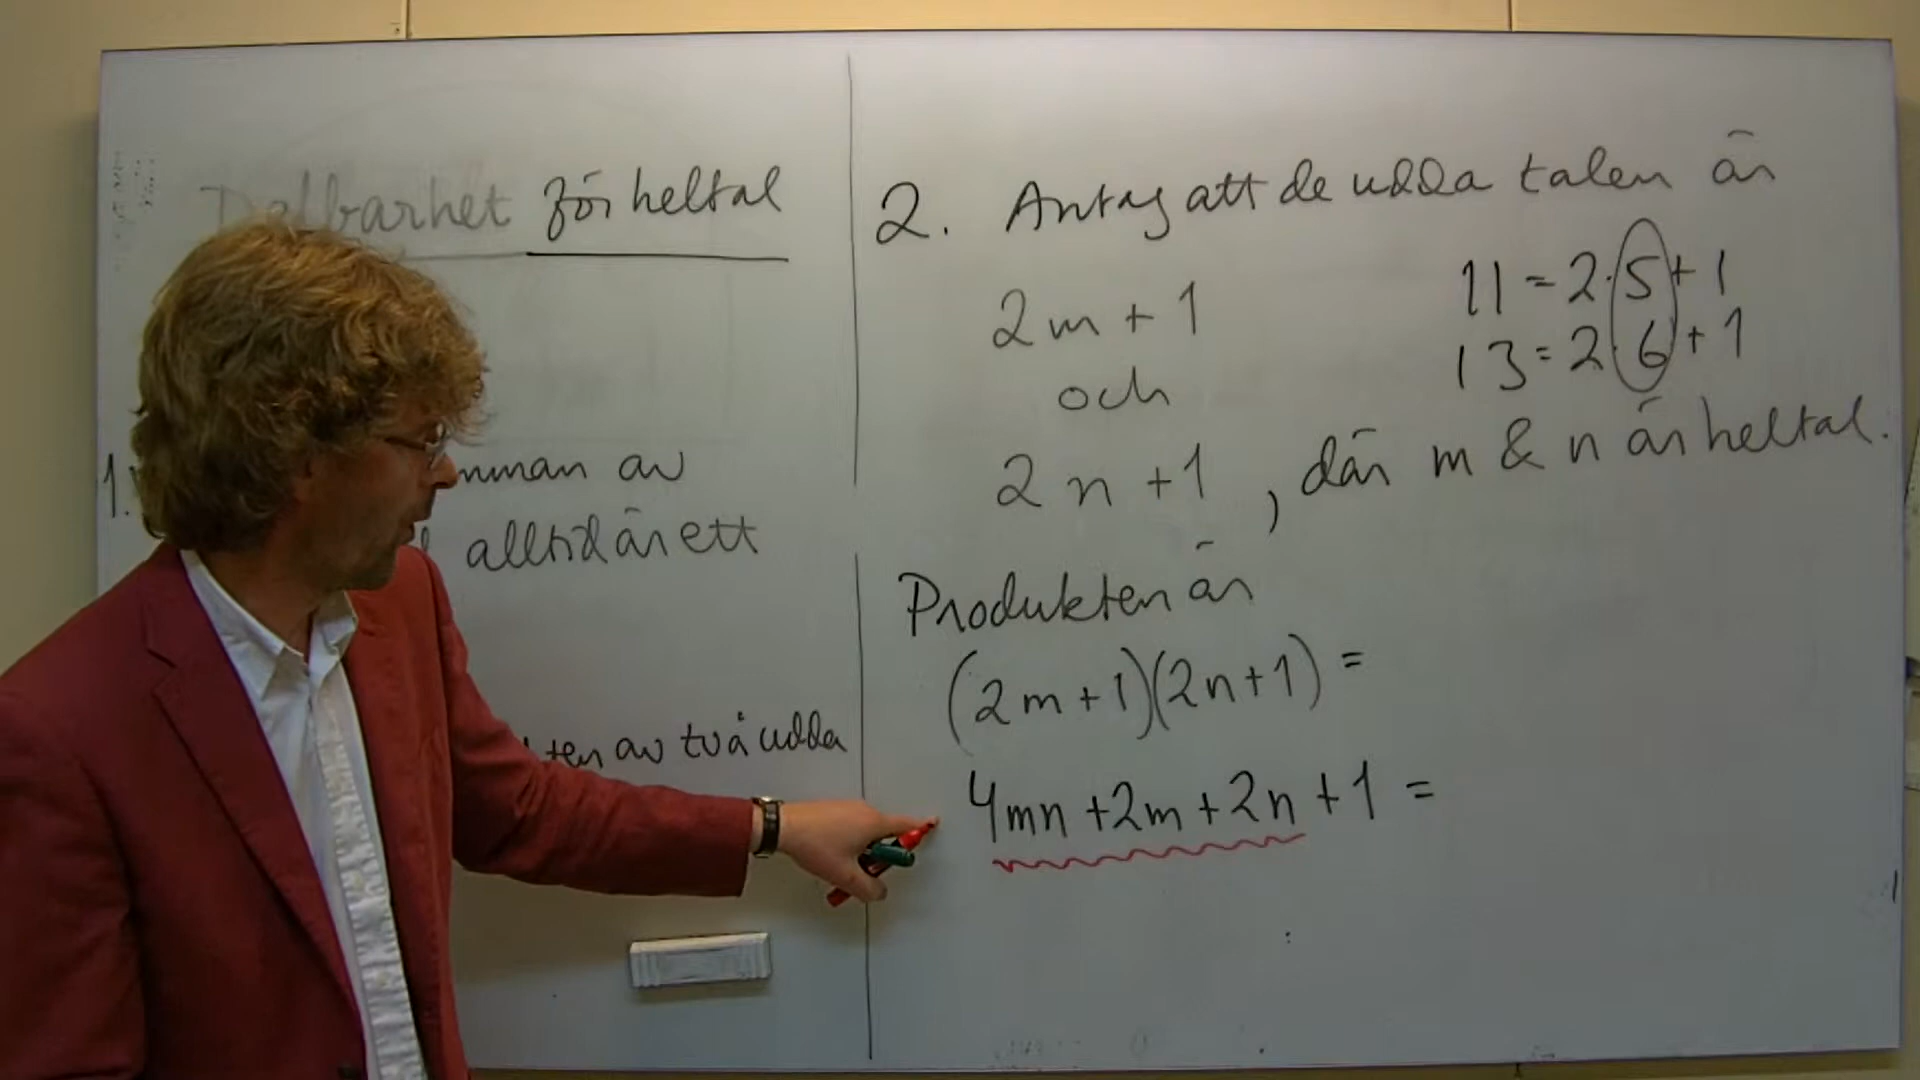 Delbarhet för heltal
1.
summan av
alltid är ett
ten av två udda
2. Antag att de udda talen är
11 = 2·5 + 1
2m + 1
13 = 2·6 + 1
och
2n + 1, där m & n är heltal.
Produkten är
(2m + 1)(2n + 1) =
4mn + 2m + 2n + 1 =